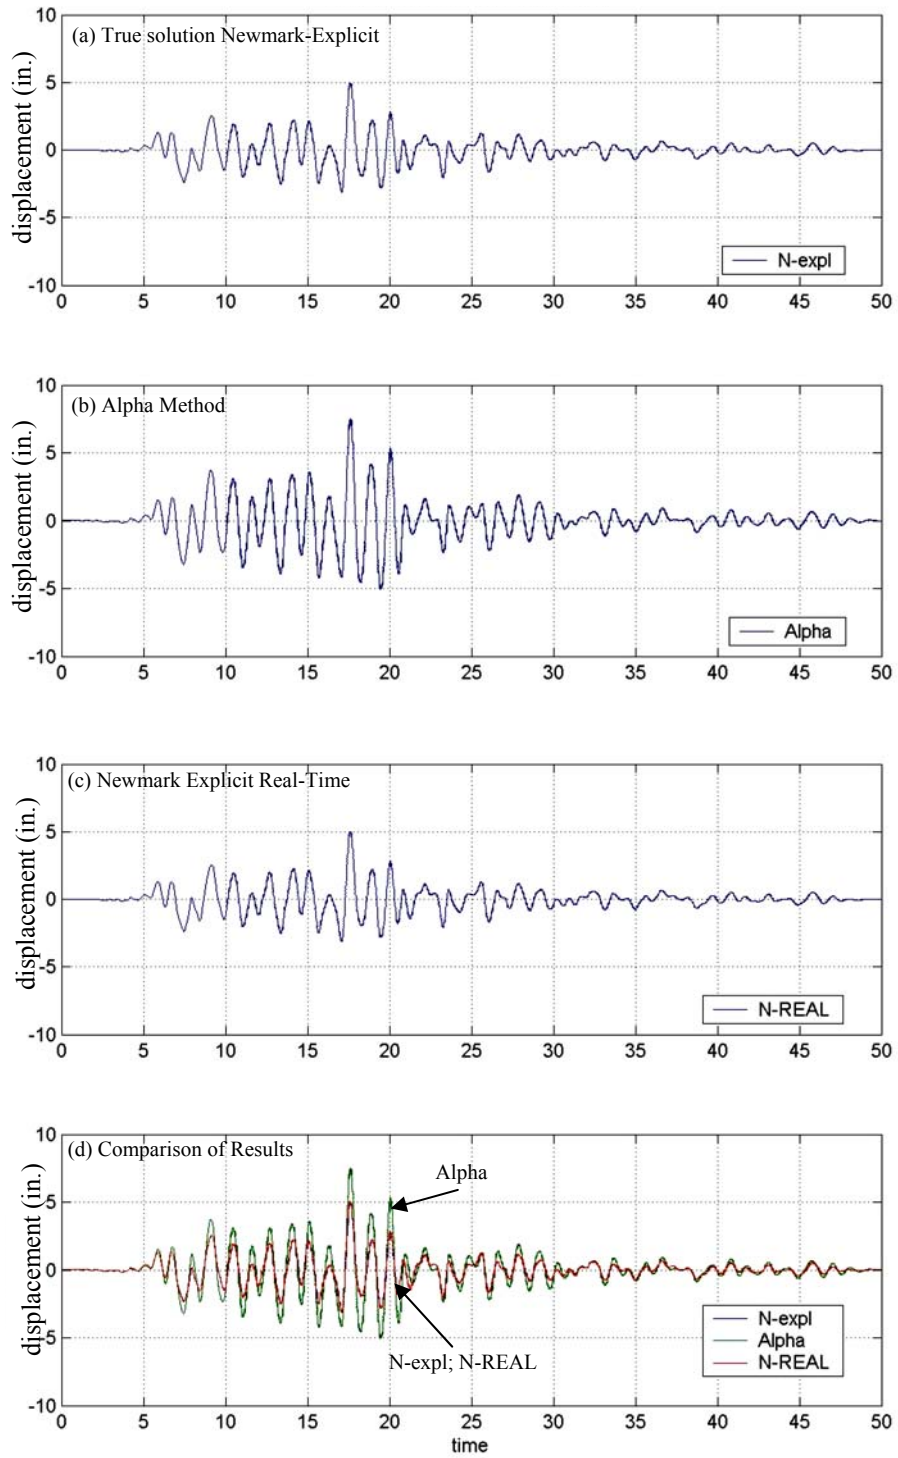 (a) True solution Newmark-Explicit
displacement (in.)
10
5
0
-5
-10
N-expl
0 5 10 15 20 25 30 35 40 45 50
(b) Alpha Method
displacement (in.)
10
5
0
-5
-10
Alpha
0 5 10 15 20 25 30 35 40 45 50
(c) Newmark Explicit Real-Time
displacement (in.)
10
5
0
-5
-10
N-REAL
0 5 10 15 20 25 30 35 40 45 50
(d) Comparison of Results
displacement (in.)
10
5
0
-5
-10
Alpha
N-expl; N-REAL
N-expl
Alpha
N-REAL
0 5 10 15 20 25 30 35 40 45 50
time